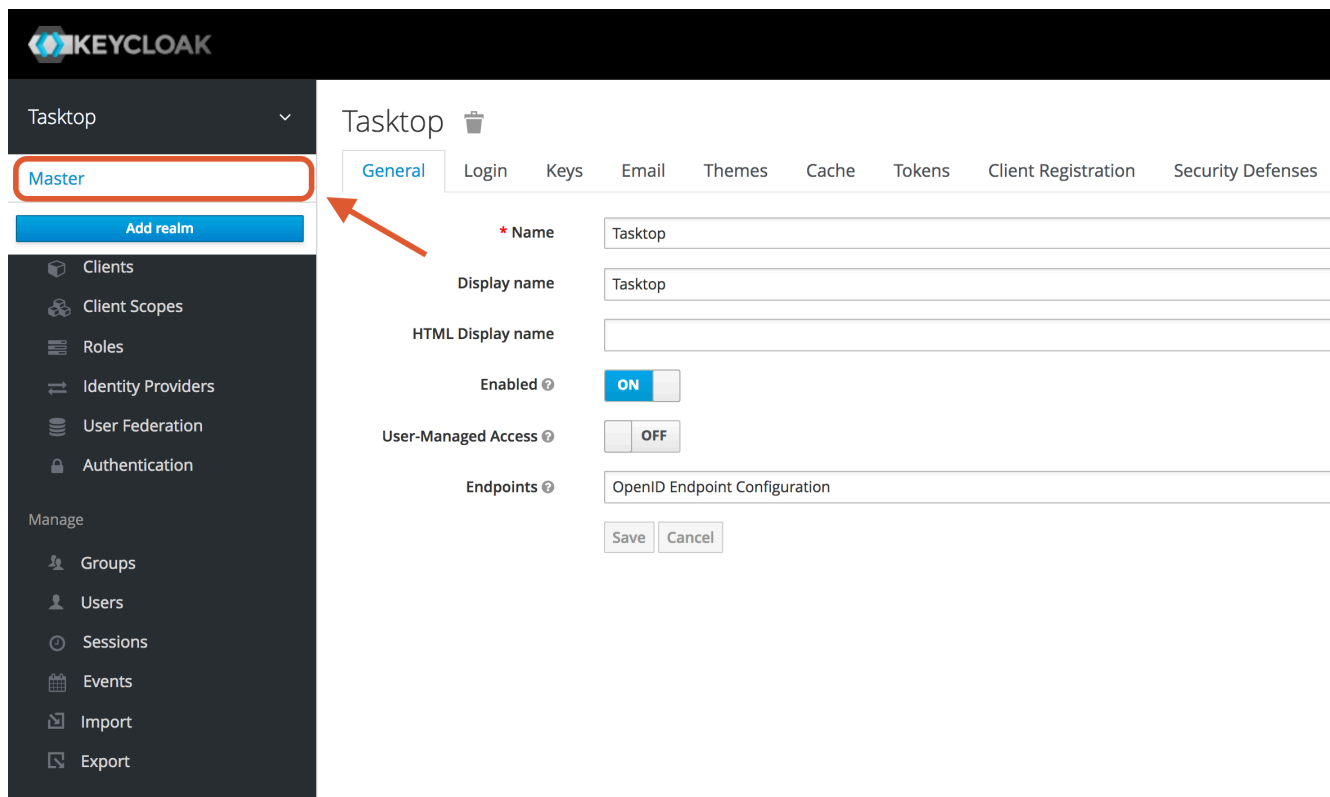 KEYCLOAK
Tasktop
Master
Add realm
Clients
Client Scopes
Roles
Identity Providers
User Federation
Authentication
Manage
Groups
Users
Sessions
Events
Import
Export
Tasktop
General Login Keys Email Themes Cache Tokens Client Registration Security Defenses
* Name Tasktop
Display name Tasktop
HTML Display name
Enabled ON
User-Managed Access OFF
Endpoints OpenID Endpoint Configuration
Save Cancel